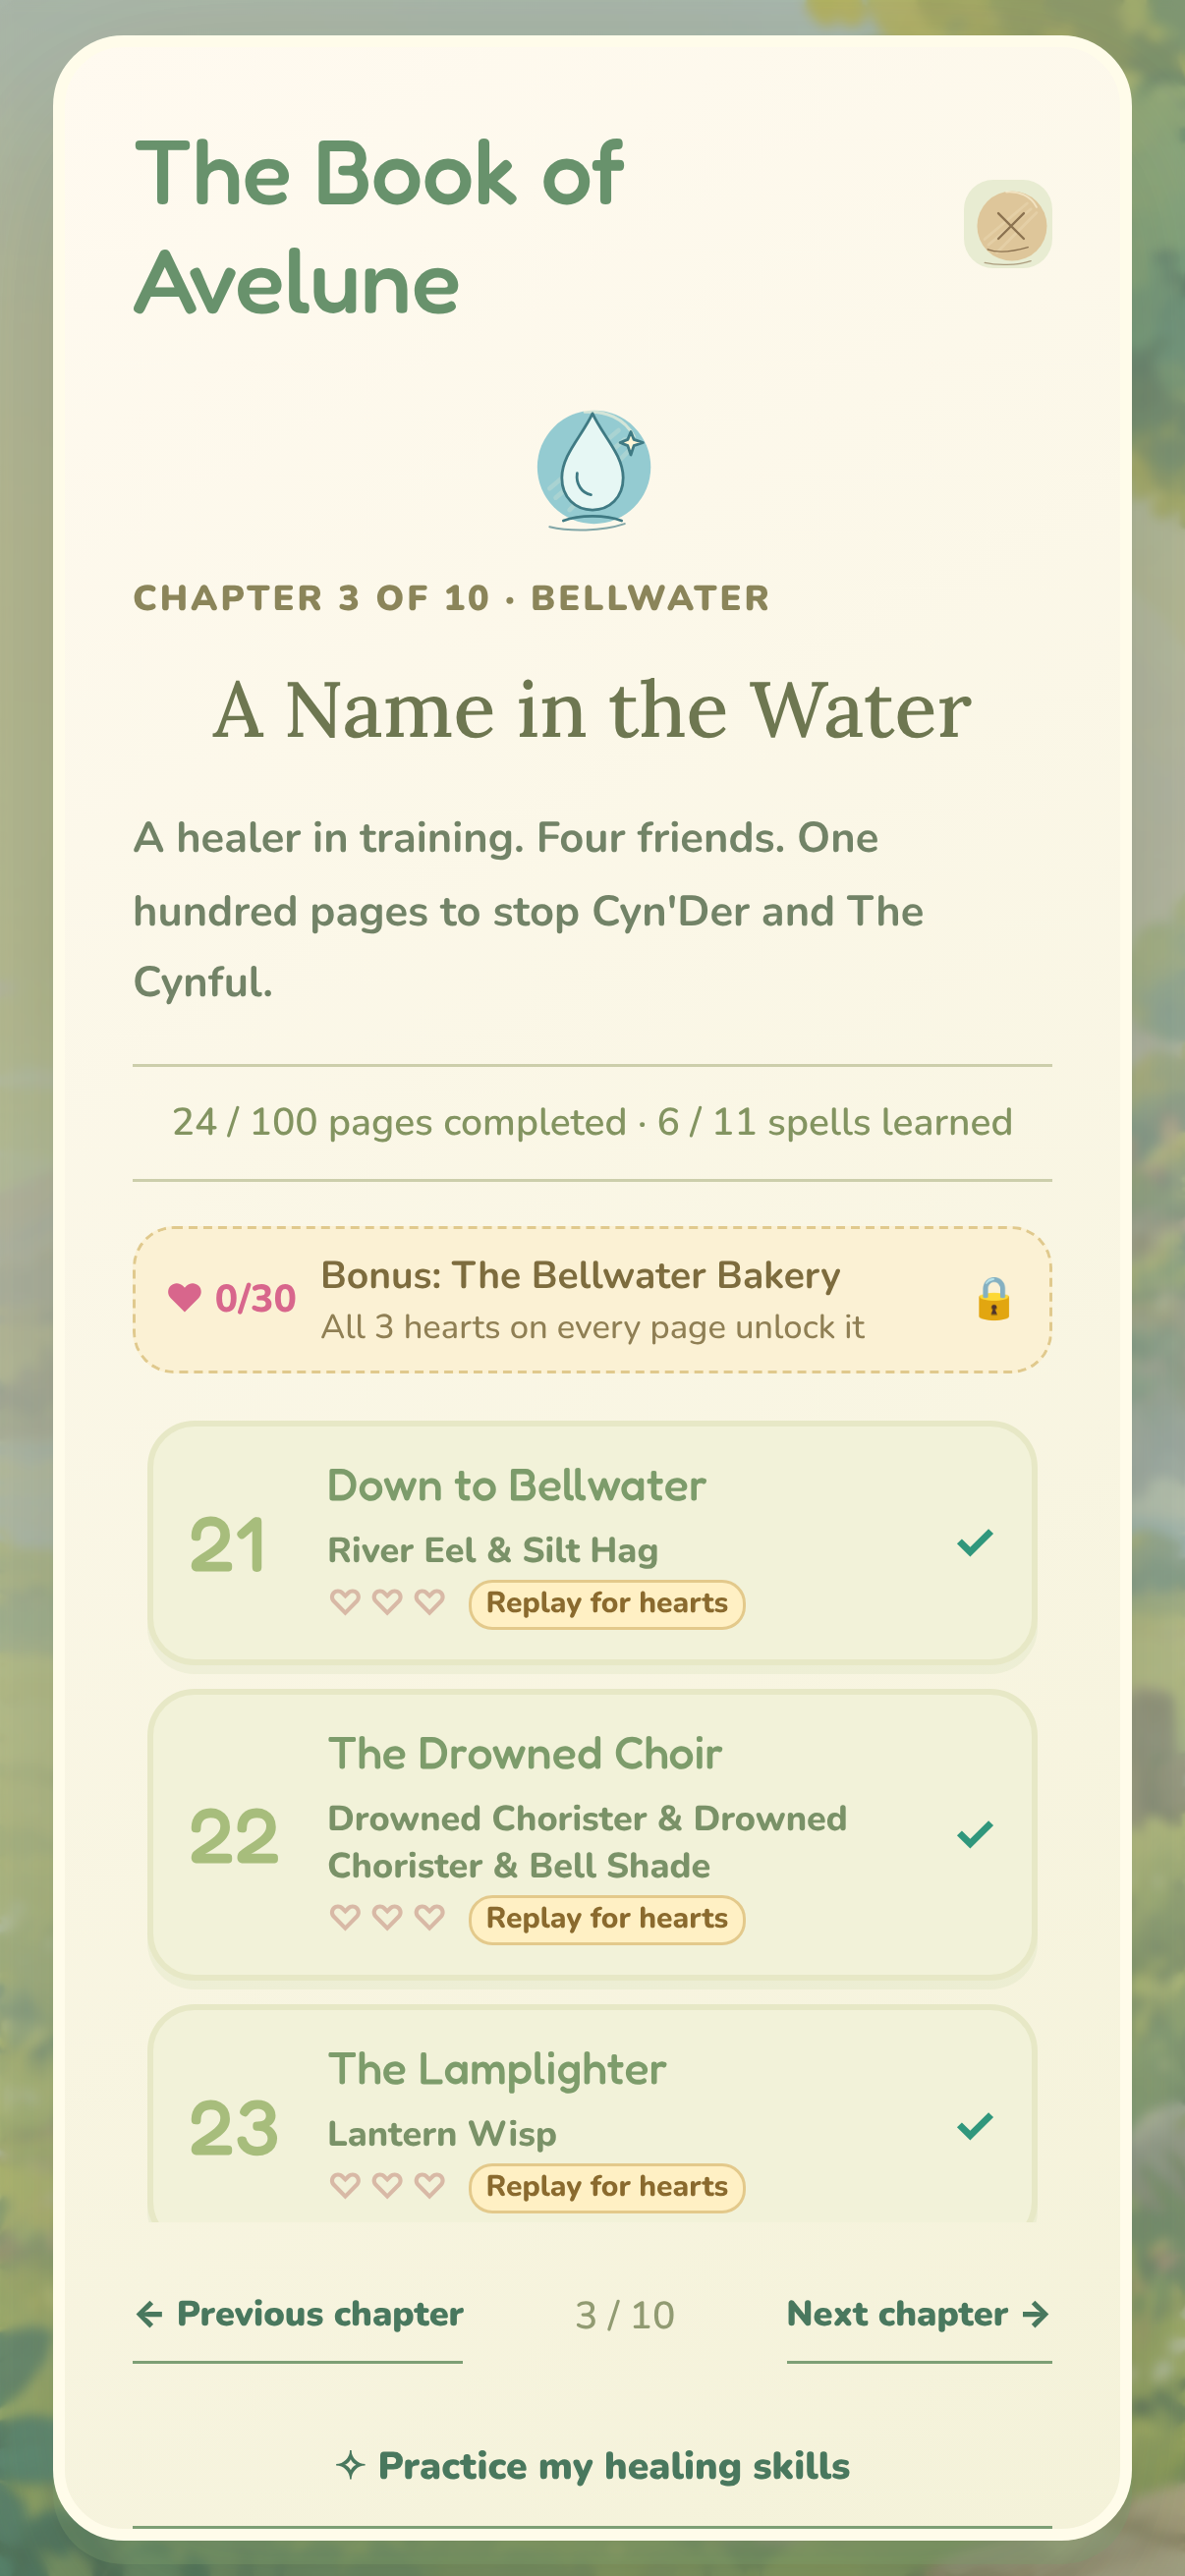 The Book of
Avelune
CHAPTER 3 OF 10 · BELLWATER
A Name in the Water
A healer in training. Four friends. One
hundred pages to stop Cyn'Der and The
Cynful.
24 / 100 pages completed · 6 / 11 spells learned
♥ 0/30
Bonus: The Bellwater Bakery
All 3 hearts on every page unlock it
21
Down to Bellwater
River Eel & Silt Hag
Replay for hearts
22
The Drowned Choir
Drowned Chorister & Drowned
Chorister & Bell Shade
Replay for hearts
23
The Lamplighter
Lantern Wisp
Replay for hearts
← Previous chapter
3 / 10
Next chapter →
✧ Practice my healing skills